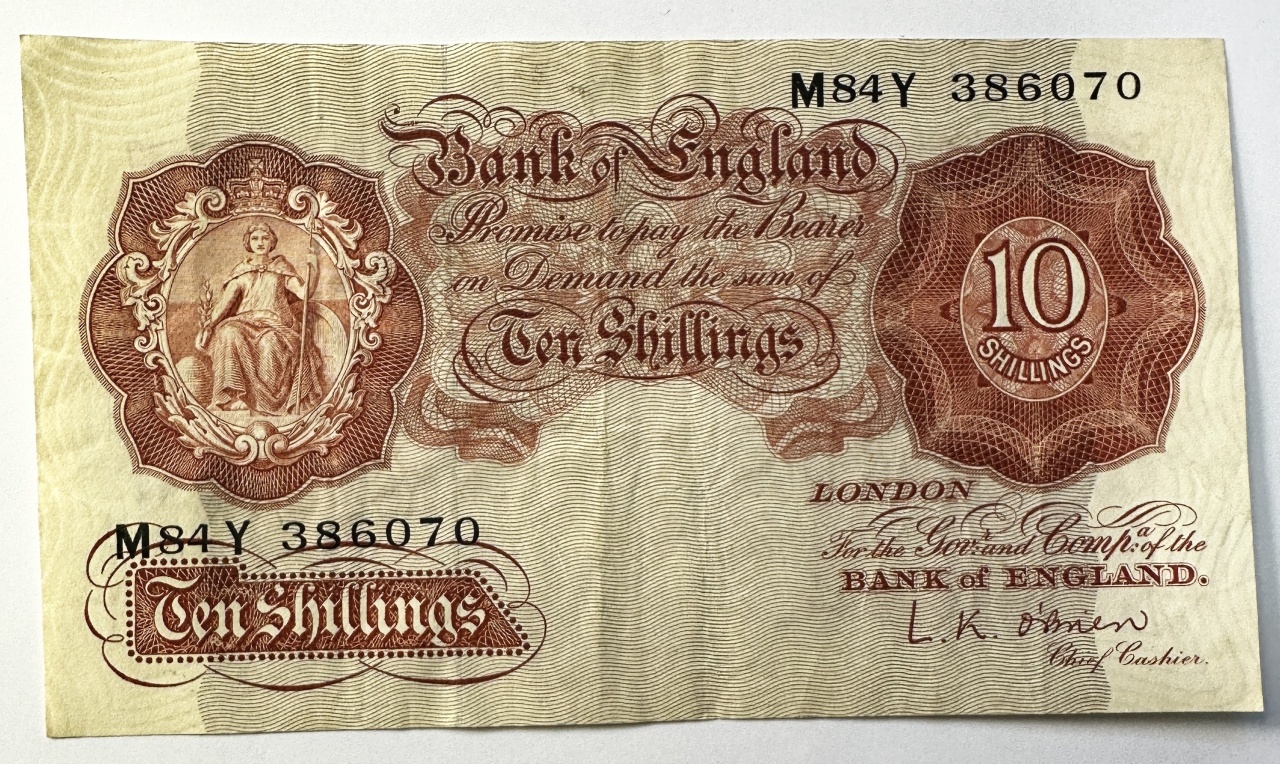 M84Y 386070
Bank of England
Promise to pay the Bearer
on Demand the sum of
Ten Shillings
10
SHILLINGS
LONDON
For the Govr. and Compa. of the
BANK of ENGLAND.
L.K. O'Brien
Chief Cashier.
M84Y 386070
Ten Shillings